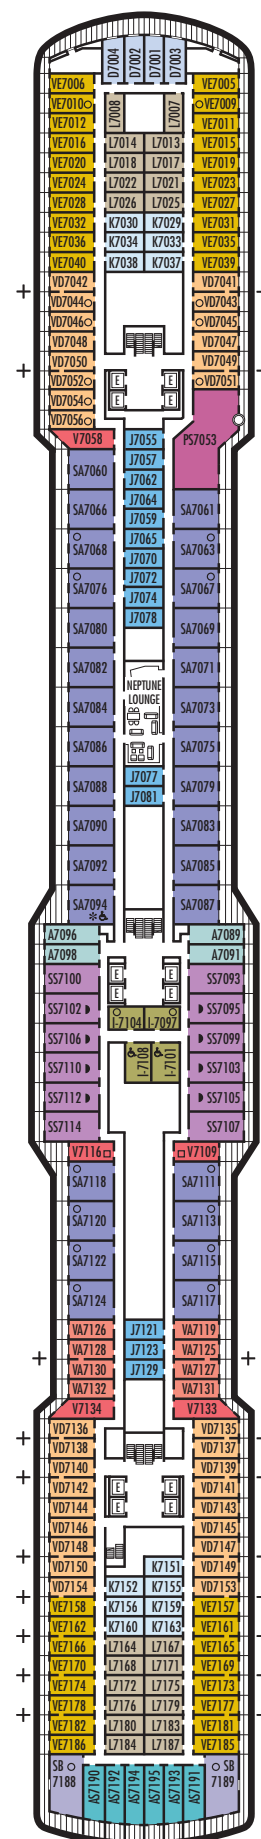 D7004 D7002 D7001 D7003
VE7006 VE7005
VE7010 L7008 L7007 VE7009
VE7012 VE7011
VE7016 L7014 L7013 VE7015
VE7020 L7018 L7017 VE7019
VE7024 L7022 L7021 VE7023
VE7028 L7026 L7025 VE7027
VE7032 K7030 K7029 VE7031
VE7036 K7034 K7033 VE7035
VE7040 K7038 K7037 VE7039
VD7042 VD7041
VD7044 VD7043
VD7046 VD7045
VD7048 VD7047
VD7050 VD7049
VD7052 E E VD7051
VD7054 E E
VD7056
V7058 J7055 PS7053
J7057
SA7060 J7062
J7064
SA7066 J7059 SA7061
J7065
SA7068 J7070 SA7063
J7072
SA7076 J7074 SA7067
J7078
SA7080 SA7069
SA7082 SA7071
NEPTUNE
LOUNGE
SA7084 SA7073
SA7086 SA7075
J7077
SA7088 J7081 SA7079
SA7090 SA7083
SA7092 SA7085
SA7094 SA7087
A7096 A7089
A7098 A7091
SS7100 E E SS7093
E E
SS7102 SS7095
I-7104 I-7097
SS7106 SS7099
SS7110 I-7108 I-7101 SS7103
SS7112 SS7105
SS7114 SS7107
V7116 V7109
SA7118 SA7111
SA7120 SA7113
SA7122 SA7115
SA7124 SA7117
VA7126 J7121 VA7119
VA7128 J7123 VA7125
VA7130 J7129 VA7127
VA7132 VA7131
V7134 V7133
VD7136 VD7135
VD7138 VD7137
VD7140 VD7139
VD7142 E E VD7141
VD7144 E E VD7143
VD7146 VD7145
VD7148 VD7147
VD7150 K7151 VD7149
VD7154 K7152 K7155 VD7153
VE7158 K7156 K7159 VE7157
VE7162 K7160 K7163 VE7161
VE7166 L7164 L7167 VE7165
VE7170 L7168 L7171 VE7169
VE7174 L7172 L7175 VE7173
VE7178 L7176 L7179 VE7177
VE7182 L7180 L7183 VE7181
VE7186 L7184 L7187 VE7185
SB 7188 AS7190 AS7192 AS7194 AS7195 AS7193 AS7191 SB 7189